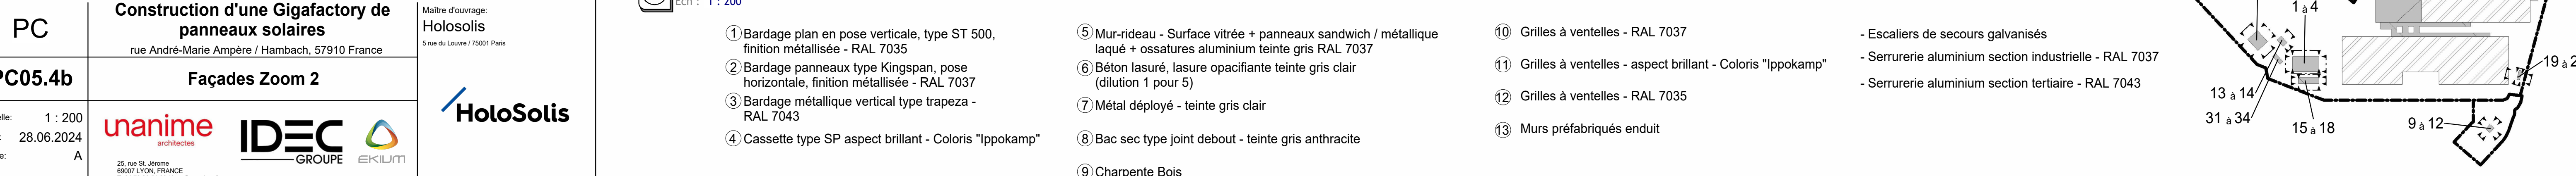 PC
PC05.4b
elle: 1 : 200
: 28.06.2024
e: A
Construction d'une Gigafactory de
panneaux solaires
rue André-Marie Ampère / Hambach, 57910 France
Façades Zoom 2
unanime
architectes
25, rue St. Jérome
69007 LYON, FRANCE
IDEC
GROUPE
EKIUM
Maître d'ouvrage:
Holosolis
5 rue du Louvre / 75001 Paris
HoloSolis
Ech : 1 : 200
1 Bardage plan en pose verticale, type ST 500,
finition métallisée - RAL 7035
2 Bardage panneaux type Kingspan, pose
horizontale, finition métallisée - RAL 7037
3 Bardage métallique vertical type trapeza -
RAL 7043
4 Cassette type SP aspect brillant - Coloris "Ippokamp"
5 Mur-rideau - Surface vitrée + panneaux sandwich / métallique
laqué + ossatures aluminium teinte gris RAL 7037
6 Béton lasuré, lasure opacifiante teinte gris clair
(dilution 1 pour 5)
7 Métal déployé - teinte gris clair
8 Bac sec type joint debout - teinte gris anthracite
9 Charpente Bois
10 Grilles à ventelles - RAL 7037
11 Grilles à ventelles - aspect brillant - Coloris "Ippokamp"
12 Grilles à ventelles - RAL 7035
13 Murs préfabriqués enduit
- Escaliers de secours galvanisés
- Serrurerie aluminium section industrielle - RAL 7037
- Serrurerie aluminium section tertiaire - RAL 7043
1 à 4
13 à 14
31 à 34
15 à 18
9 à 12
19 à 2